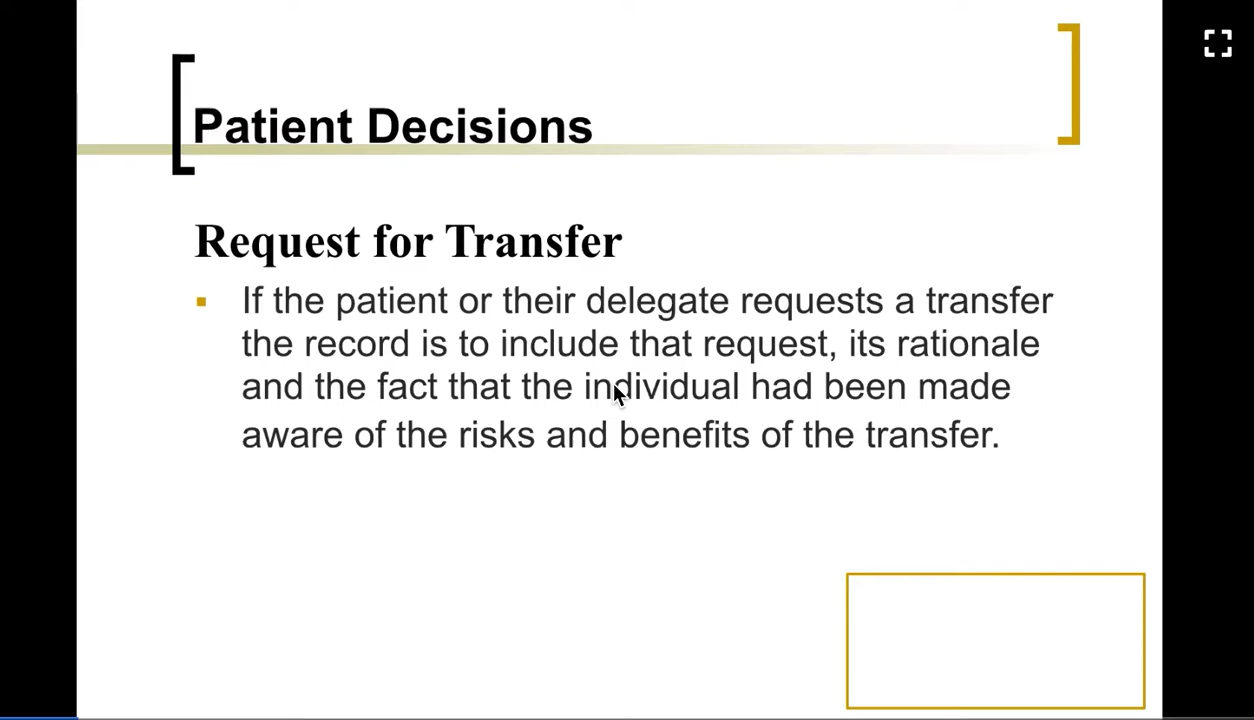 Patient Decisions
Request for Transfer
If the patient or their delegate requests a transfer
the record is to include that request, its rationale
and the fact that the individual had been made
aware of the risks and benefits of the transfer.